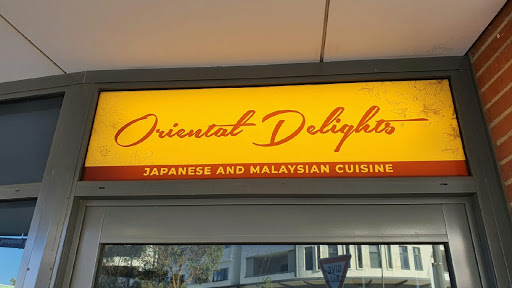 Oriental Delights
JAPANESE AND MALAYSIAN CUISINE